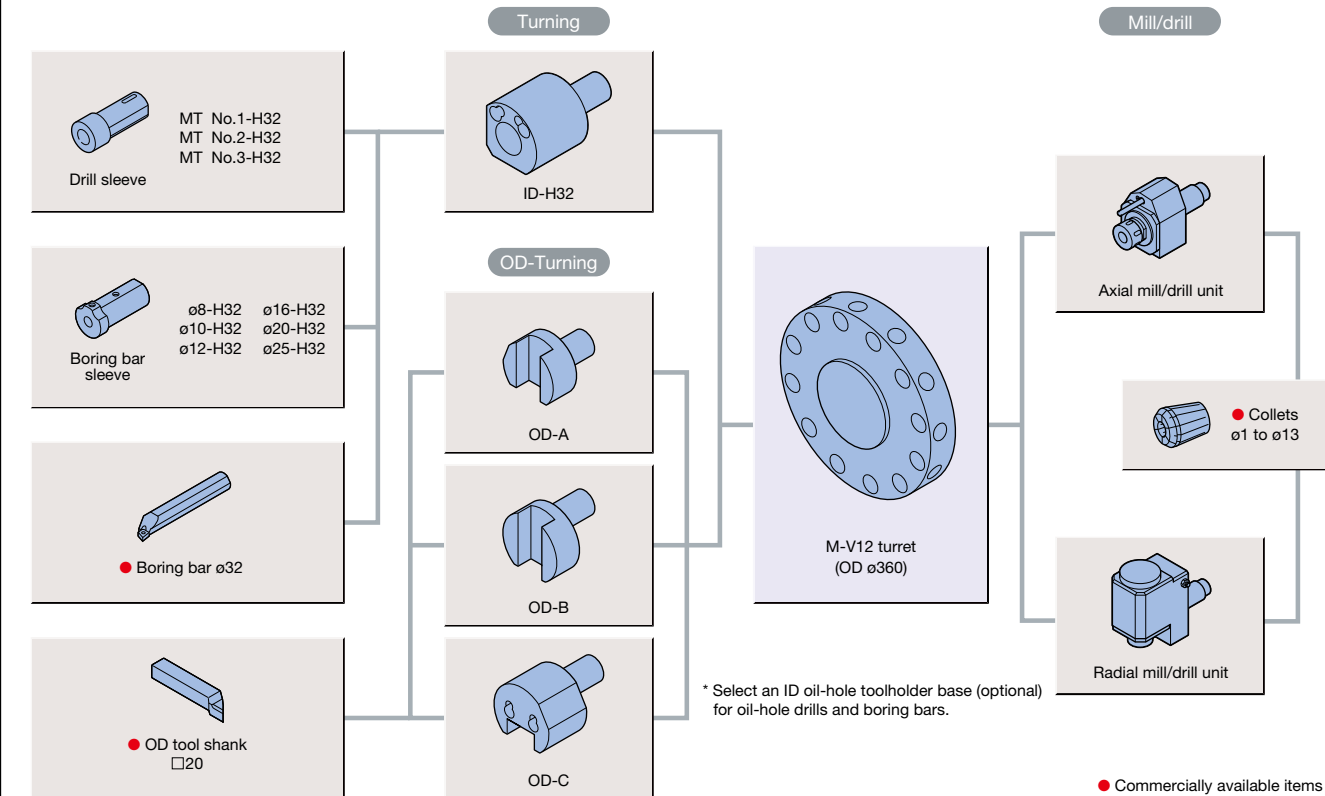 Turning
Mill/drill
MT No.1-H32
MT No.2-H32
MT No.3-H32
Drill sleeve
ID-H32
OD-Turning
ø8-H32 ø16-H32
ø10-H32 ø20-H32
ø12-H32 ø25-H32
Boring bar
sleeve
OD-A
Axial mill/drill unit
● Collets
ø1 to ø13
● Boring bar ø32
OD-B
M-V12 turret
(OD ø360)
Radial mill/drill unit
* Select an ID oil-hole toolholder base (optional)
for oil-hole drills and boring bars.
● OD tool shank
□20
OD-C
● Commercially available items